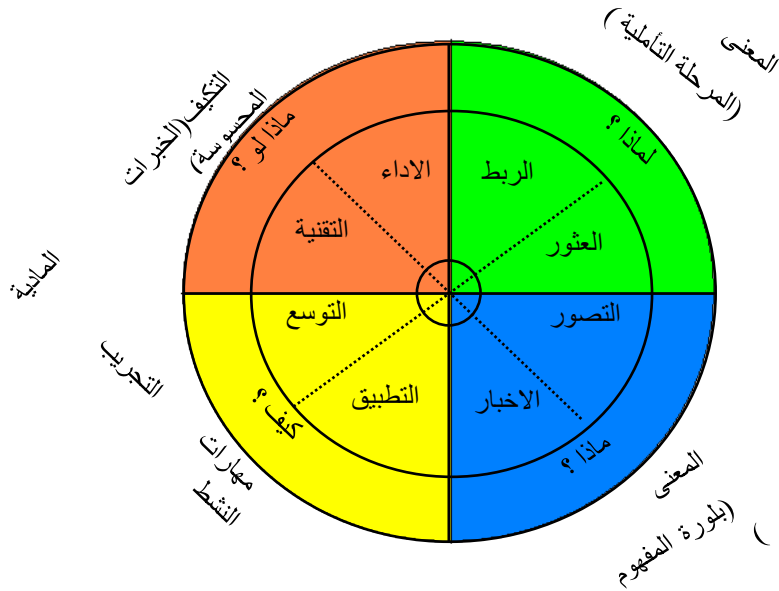 المعنى
(المرحلة التأملية )
لماذا ؟
الربط
العثور
التصور
الاخبار
ماذا ؟
المعنى
(بلورة المفهوم
)
التطبيق
التوسع
كيف ؟
مهارات
النشط
التجريب
المادية
التقنية
الاداء
ماذا لو ؟
التكيف(الخبرات
المحسوسة)